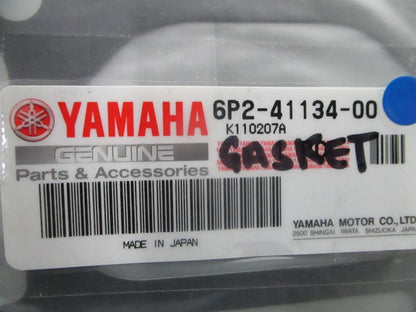 YAMAHA 6P2-41134-00
K110207A
GENUINE
GASKET
Parts & Accessories
MADE IN JAPAN
YAMAHA MOTOR CO., LTD
2500 SHINGAI IWATA SHIZUOKA JAPAN